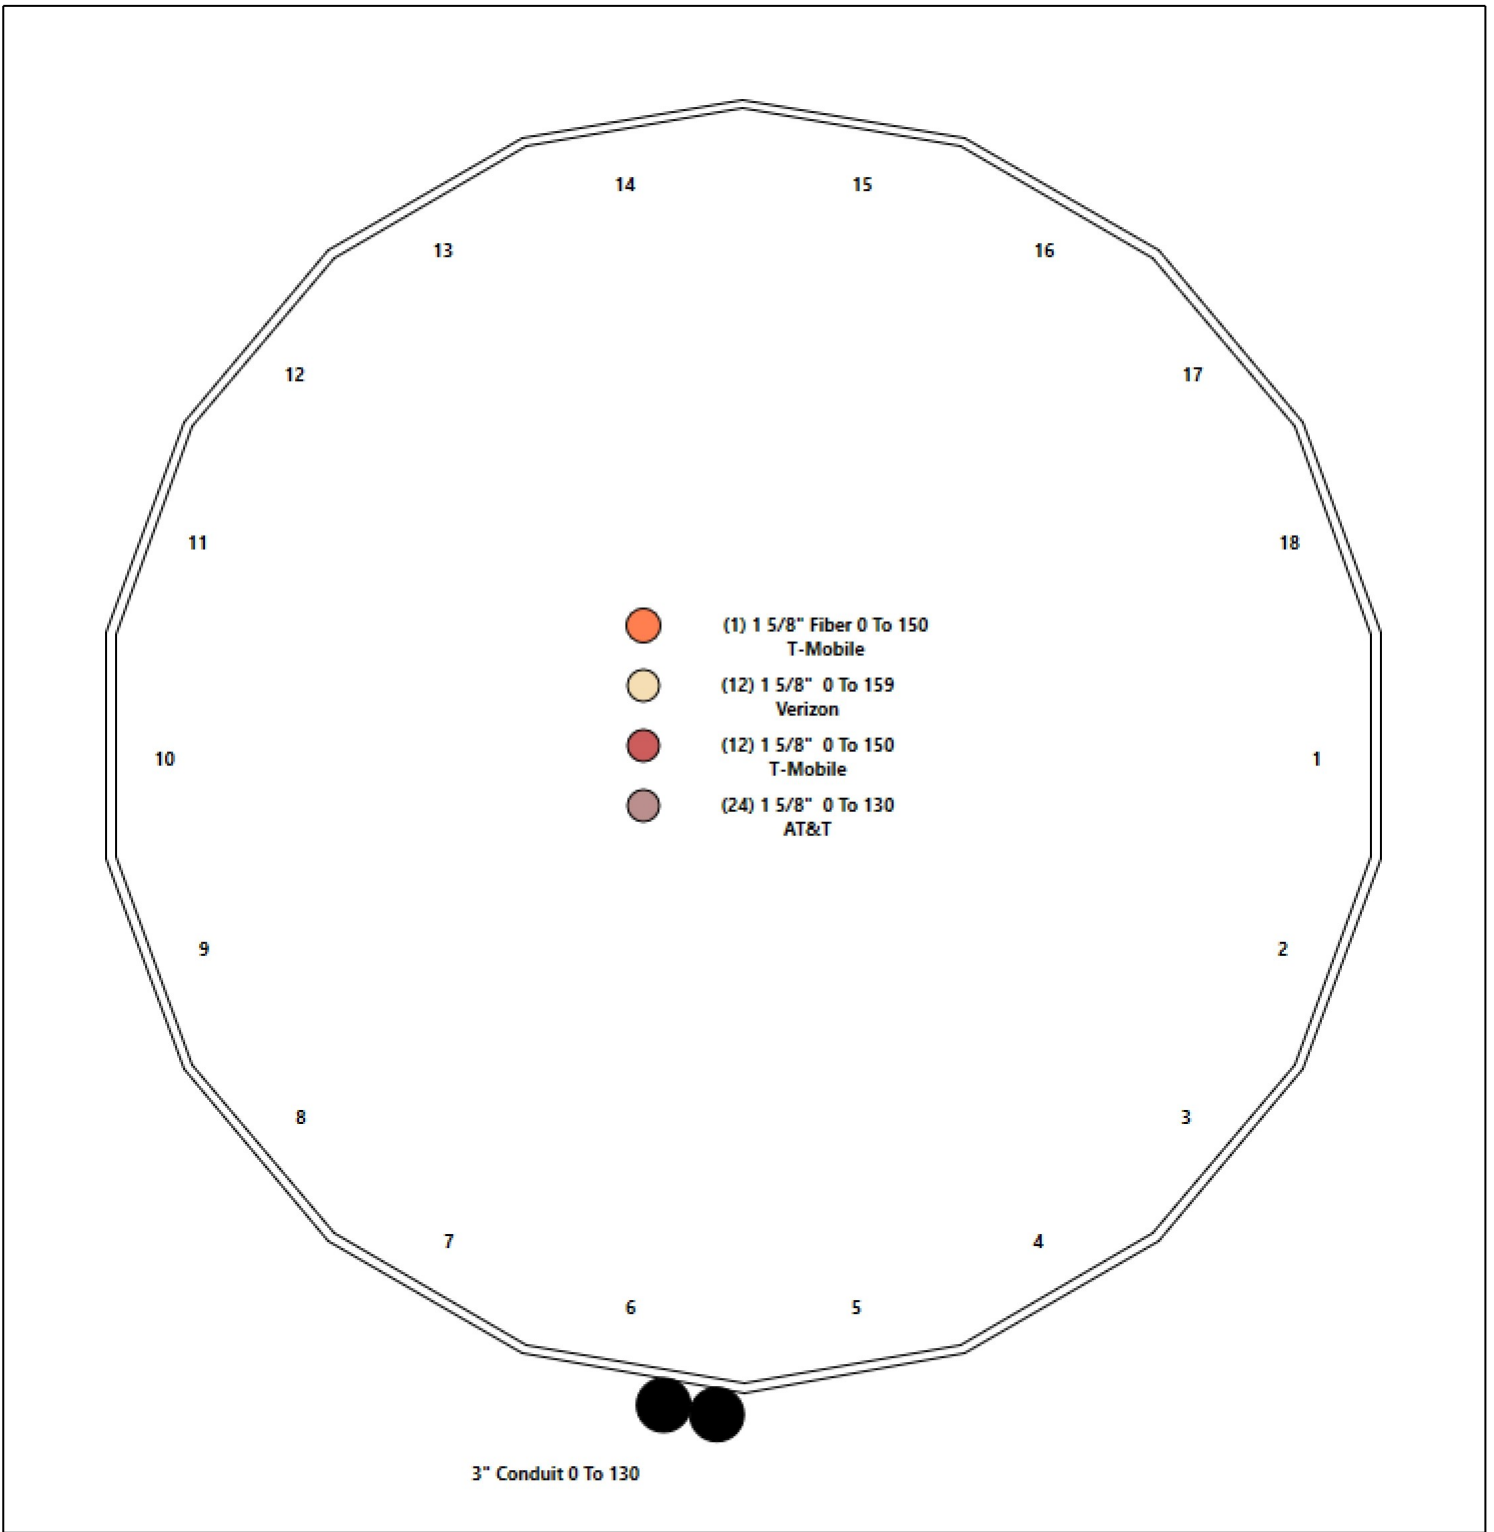 14
15
13
16
12
17
11
18
(1) 1 5/8" Fiber 0 To 150
T-Mobile
(12) 1 5/8"  0 To 159
Verizon
(12) 1 5/8"  0 To 150
T-Mobile
10
1
(24) 1 5/8"  0 To 130
AT&T
9
2
8
3
7
4
6
5
3" Conduit 0 To 130